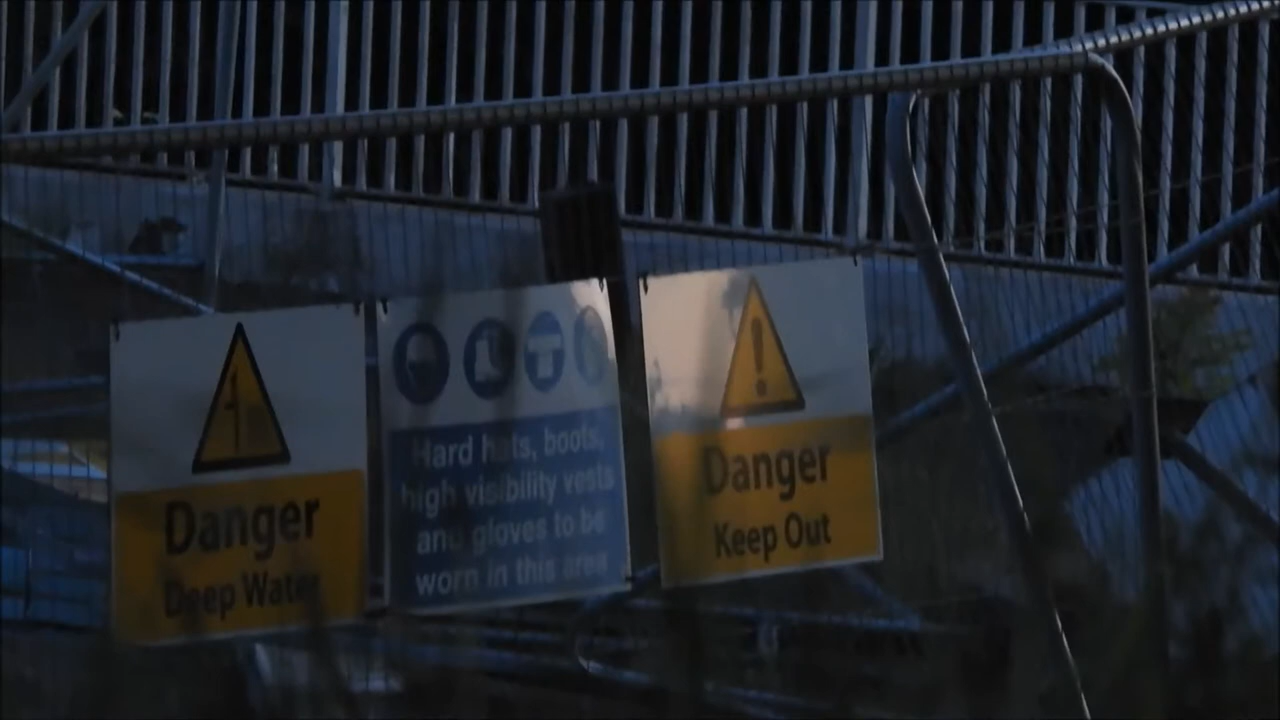 Danger
Deep Water
Hard hats, boots,
high visibility vests
and gloves to be
worn in this area
Danger
Keep Out